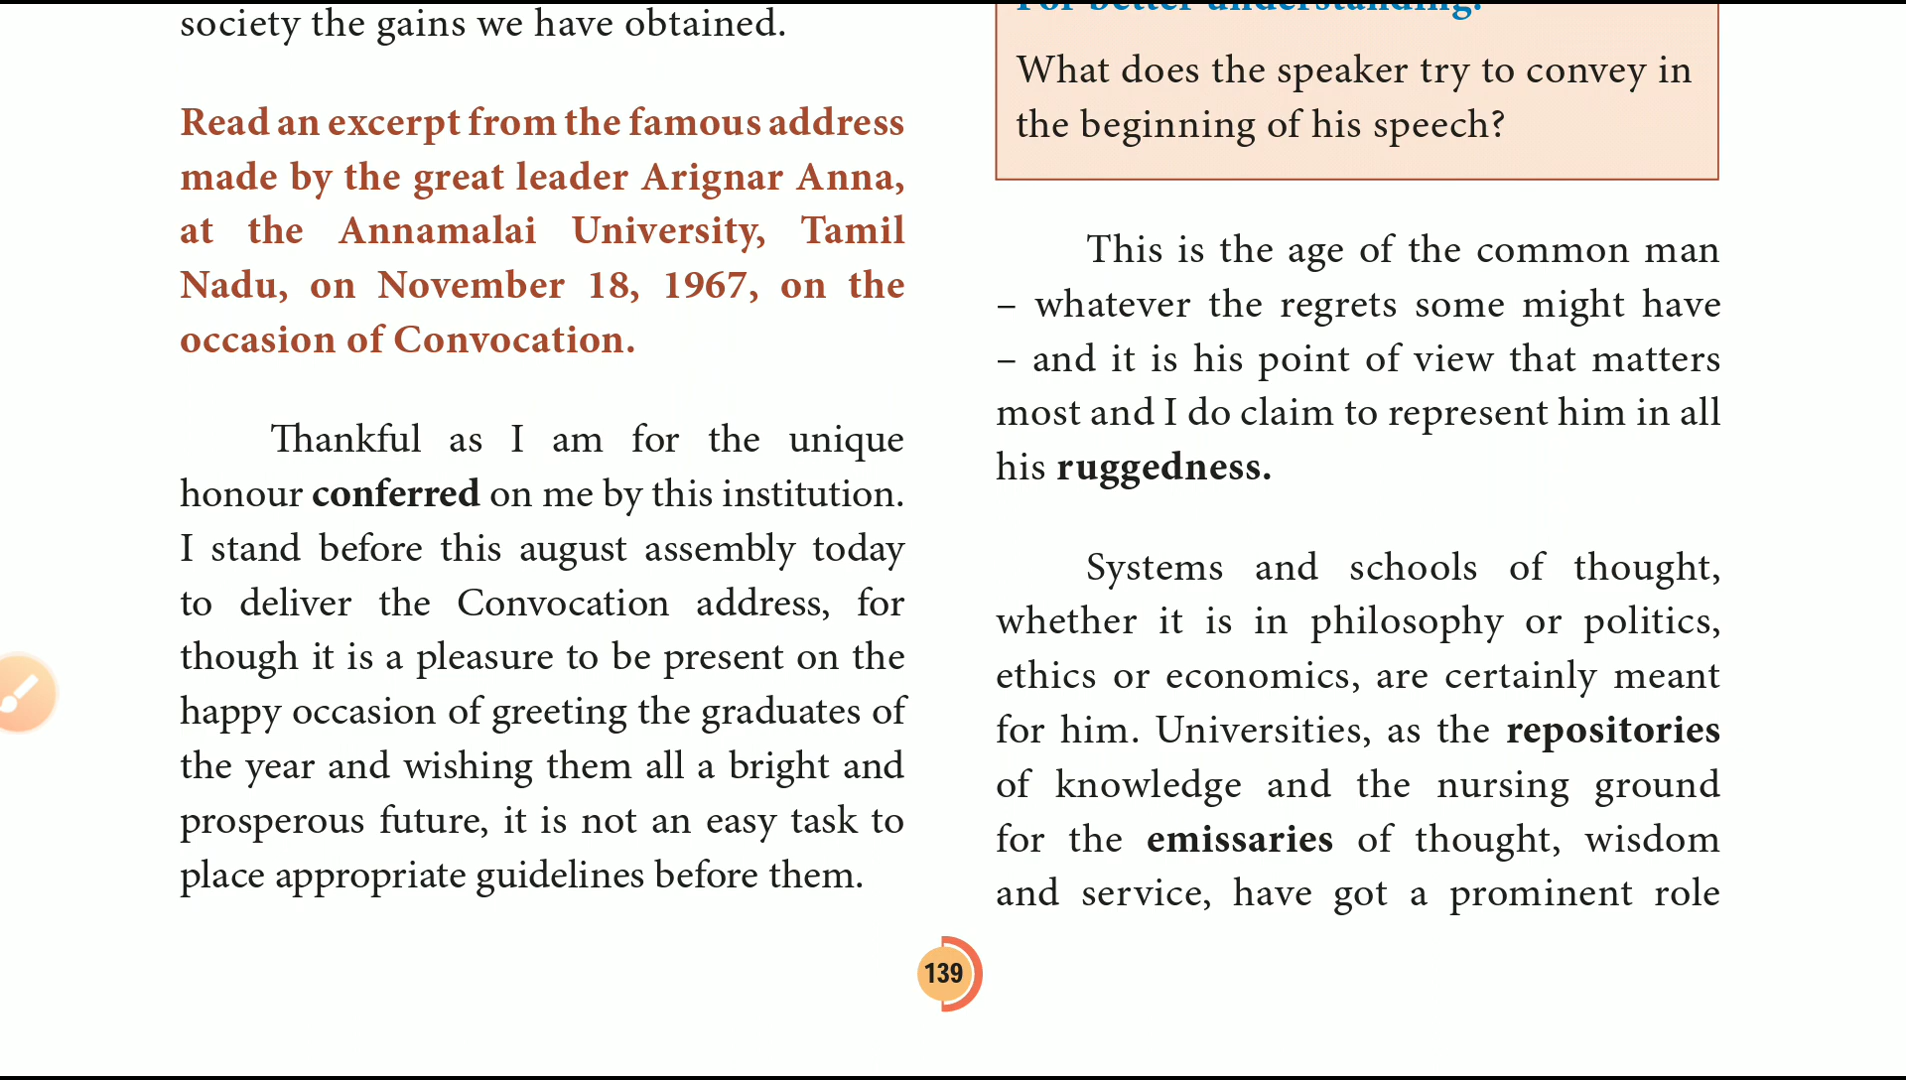 society the gains we have obtained.
Read an excerpt from the famous address
made by the great leader Arignar Anna,
at the Annamalai University, Tamil
Nadu, on November 18, 1967, on the
occasion of Convocation.
Thankful as I am for the unique
honour conferred on me by this institution.
I stand before this august assembly today
to deliver the Convocation address, for
though it is a pleasure to be present on the
happy occasion of greeting the graduates of
the year and wishing them all a bright and
prosperous future, it is not an easy task to
place appropriate guidelines before them.
For better understanding:
What does the speaker try to convey in
the beginning of his speech?
This is the age of the common man
– whatever the regrets some might have
– and it is his point of view that matters
most and I do claim to represent him in all
his ruggedness.
Systems and schools of thought,
whether it is in philosophy or politics,
ethics or economics, are certainly meant
for him. Universities, as the repositories
of knowledge and the nursing ground
for the emissaries of thought, wisdom
and service, have got a prominent role
139